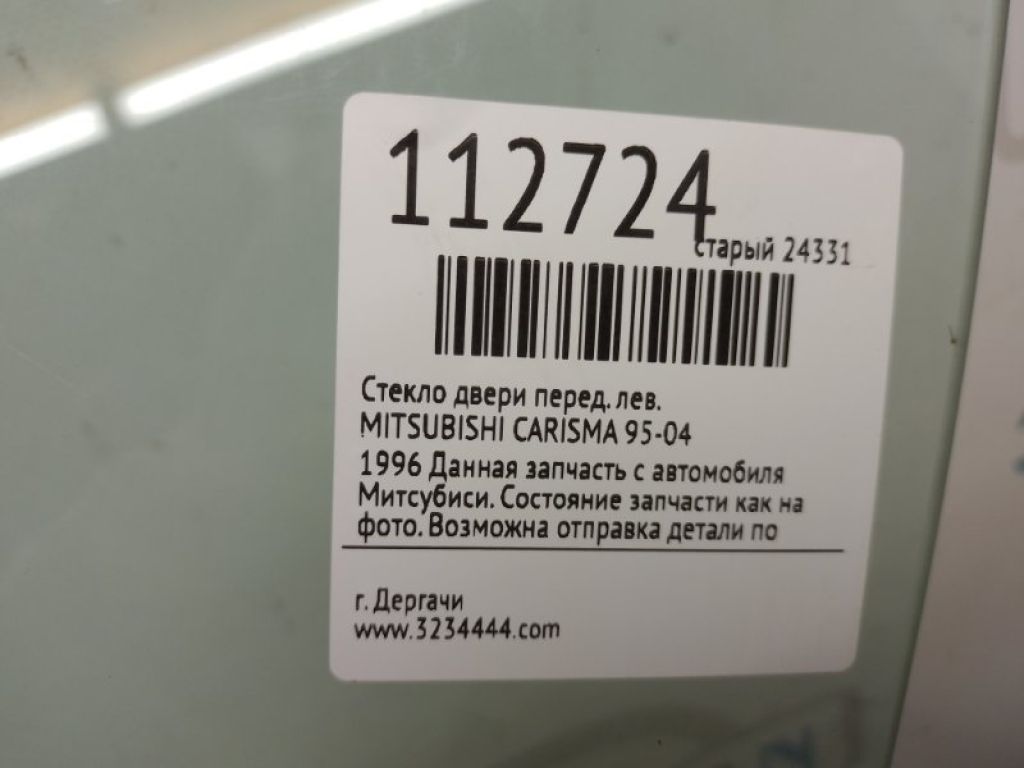 112724
старый 24331
Стекло двери перед. лев.
MITSUBISHI CARISMA 95-04
1996 Данная запчасть с автомобиля
Митсубиси. Состояние запчасти как на
фото. Возможна отправка детали по
г. Дергачи
www.3234444.com